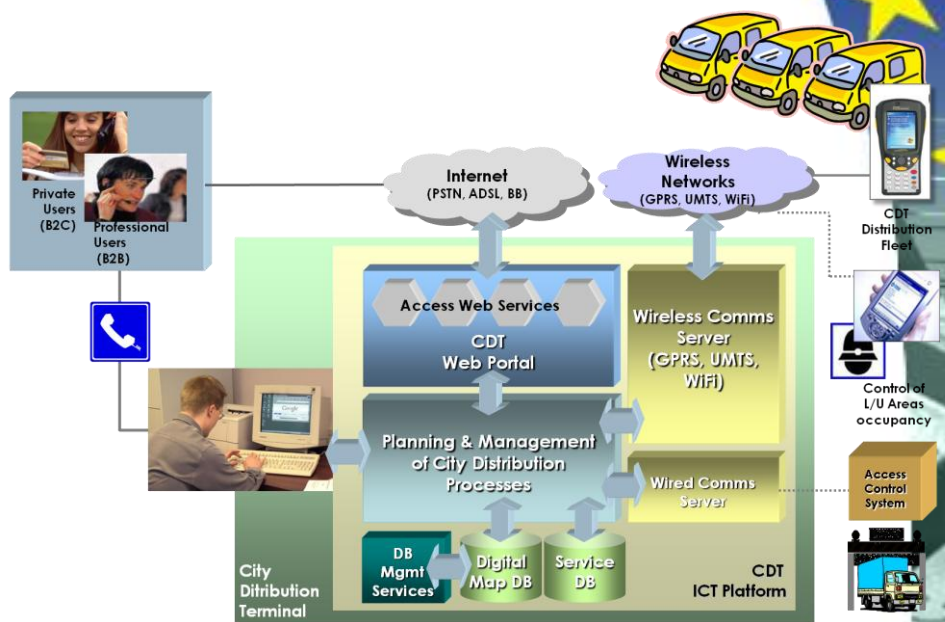 Private
Users
(B2C)
Professional
Users
(B2B)
Internet
(PSTN, ADSL, BB)
Wireless
Networks
(GPRS, UMTS, WiFi)
CDT
Distribution
Fleet
Access Web Services
CDT
Web Portal
Wireless Comms
Server
(GPRS, UMTS,
WiFi)
Control of
L/U Areas
occupancy
Planning & Management
of City Distribution
Processes
Wired Comms
Server
Access
Control
System
DB
Mgmt
Services
Digital
Map DB
Service
DB
City
Ditribution
Terminal
CDT
ICT Platform
Google